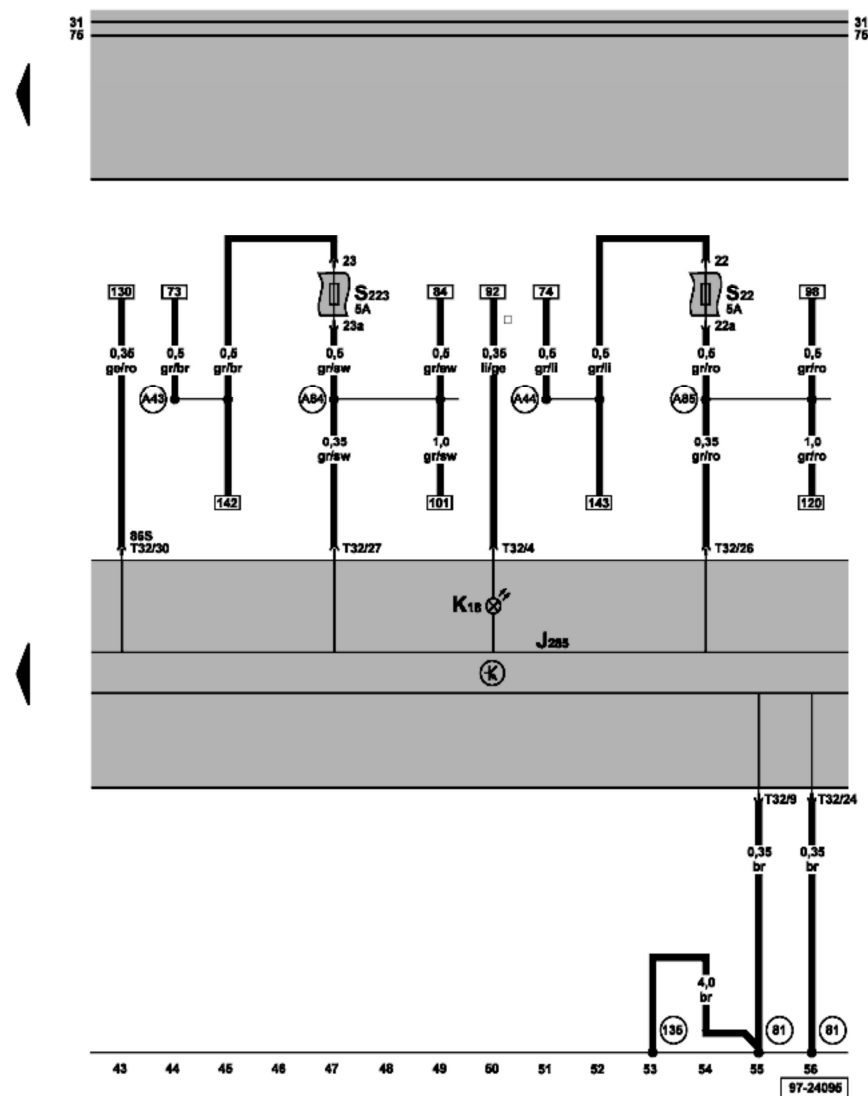 31 31
75 75
23 22
130 73 S223 84 92 74 S22 98
5A 5A
23a 22a
0,35 0,5 0,5 0,5 0,5 0,35 0,5 0,5 0,5 0,5
ge/ro gr/br gr/br gr/sw gr/sw li/ge gr/li gr/li gr/ro gr/ro
A43 A84 A44 A85
0,35 1,0 0,35 1,0
gr/sw gr/sw gr/ro gr/ro
142 101 143 120
86S
T32/30 T32/27 T32/4 T32/26
K18
J285
K
T32/9 T32/24
0,35 0,35
br br
4,0
br
135 81 81
43 44 45 46 47 48 49 50 51 52 53 54 55 56
97-24095